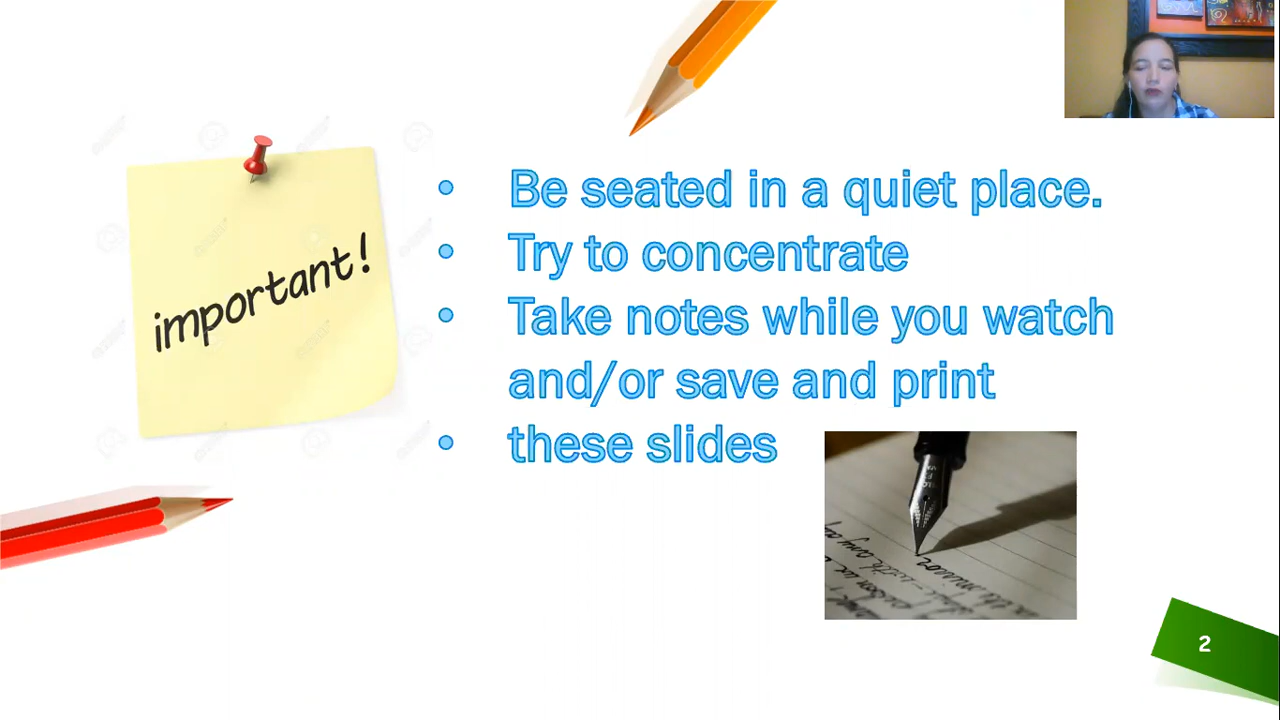 important!
• Be seated in a quiet place.
• Try to concentrate
• Take notes while you watch
and/or save and print
• these slides
2